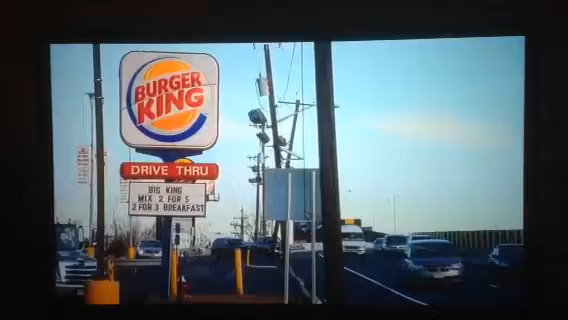 BURGER
KING
DRIVE THRU
BIG KING
MIX 2 FOR 5
2 FOR 3 BREAKFAST